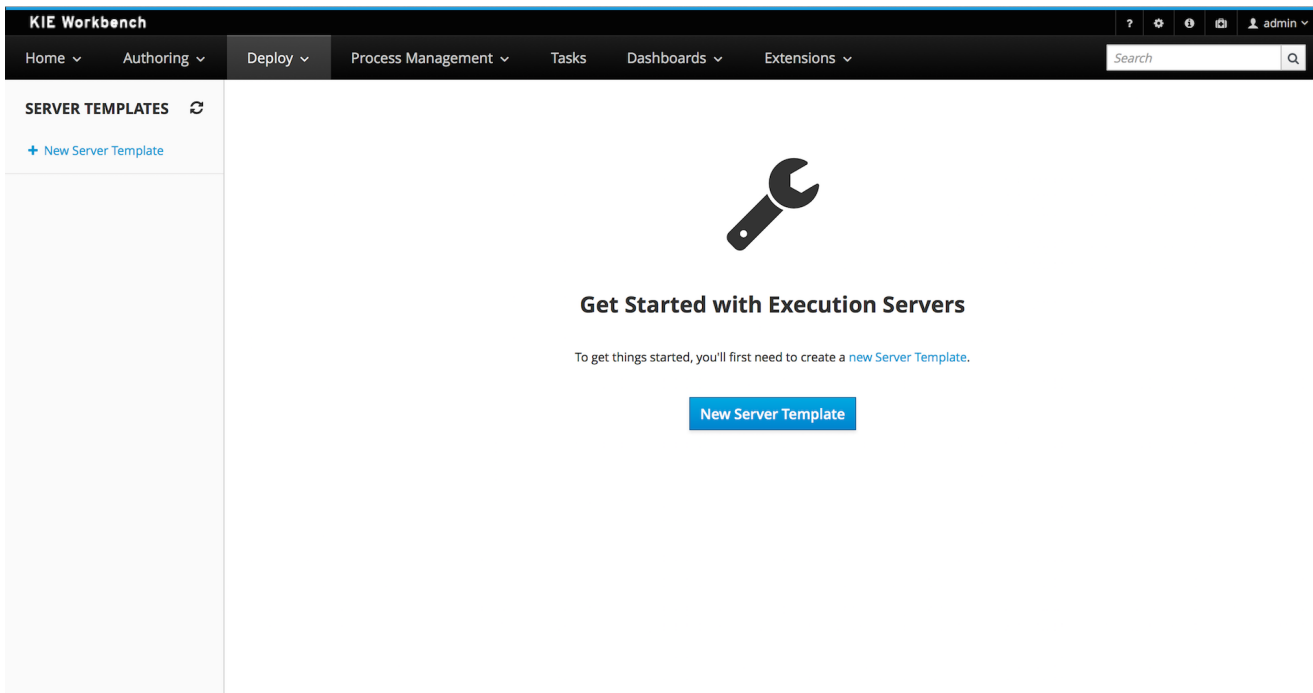 KIE Workbench
? admin
Home Authoring Deploy Process Management Tasks Dashboards Extensions Search
SERVER TEMPLATES
+ New Server Template
Get Started with Execution Servers
To get things started, you'll first need to create a new Server Template.
New Server Template